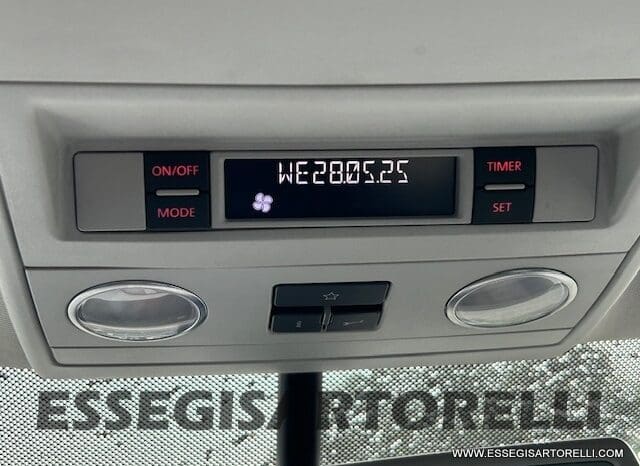 ON/OFF
MODE
WE28.05.25
TIMER
SET
ESSEGISARTORELLI
WWW.ESSEGISARTORELLI.COM